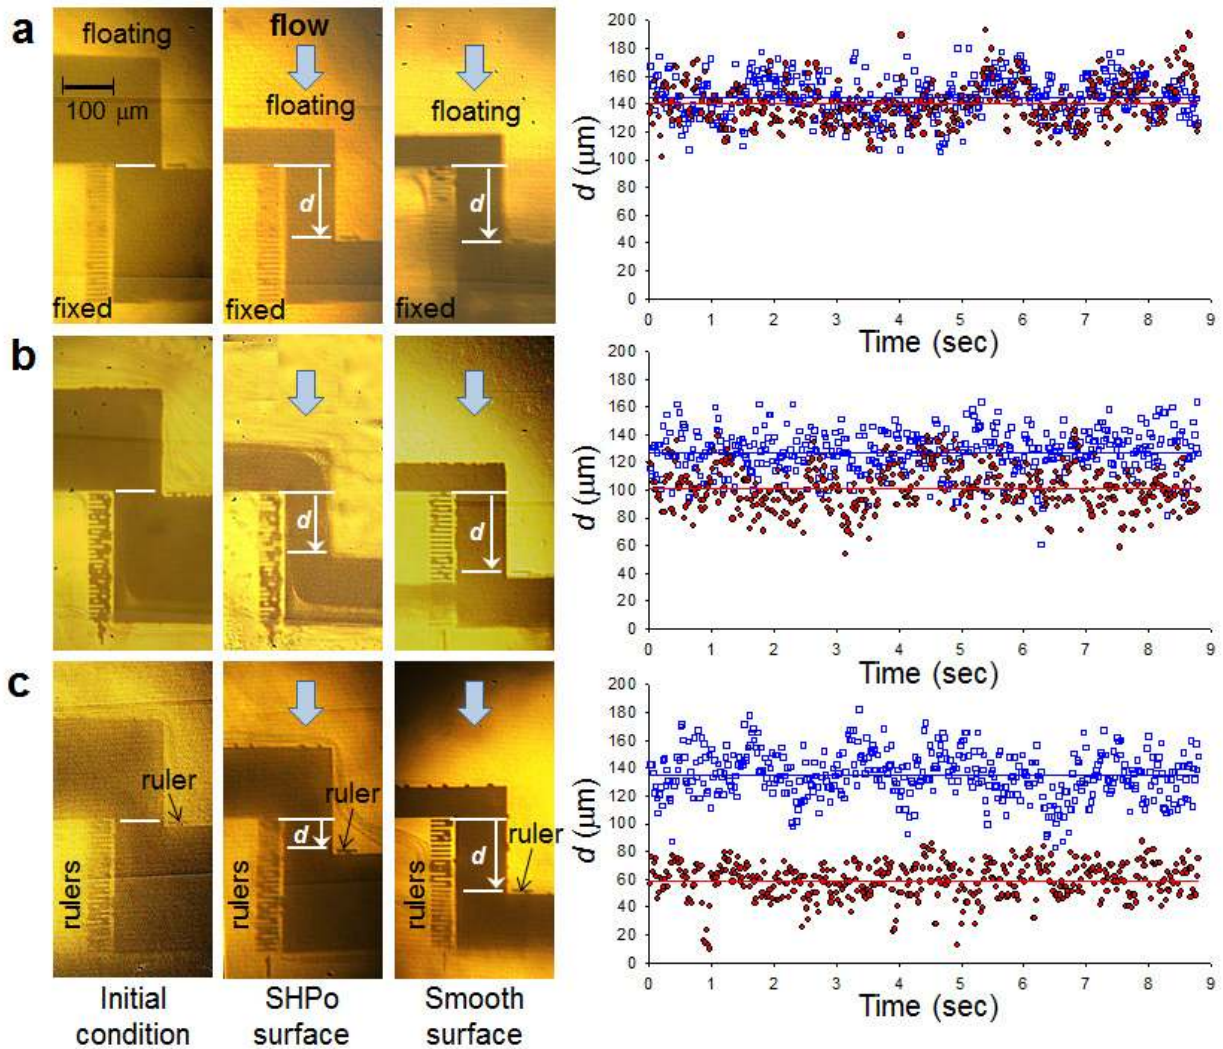 a
floating
100 µm
fixed
flow
floating
d
fixed
floating
d
200
180
160
140
120
100
80
60
40
20
0
d (µm)
0 1 2 3 4 5 6 7 8 9
Time (sec)
b
d
d
200
180
160
140
120
100
80
60
40
20
0
d (µm)
0 1 2 3 4 5 6 7 8 9
Time (sec)
c
ruler
rulers
d
ruler
rulers
d
ruler
rulers
200
180
160
140
120
100
80
60
40
20
0
d (µm)
0 1 2 3 4 5 6 7 8 9
Time (sec)
Initial
condition
SHPo
surface
Smooth
surface